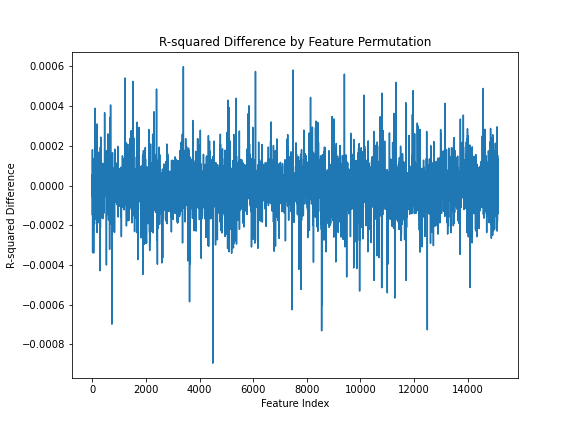 R-squared Difference by Feature Permutation
0.0006
0.0004
0.0002
0.0000
−0.0002
−0.0004
−0.0006
−0.0008
R-squared Difference
0 2000 4000 6000 8000 10000 12000 14000
Feature Index